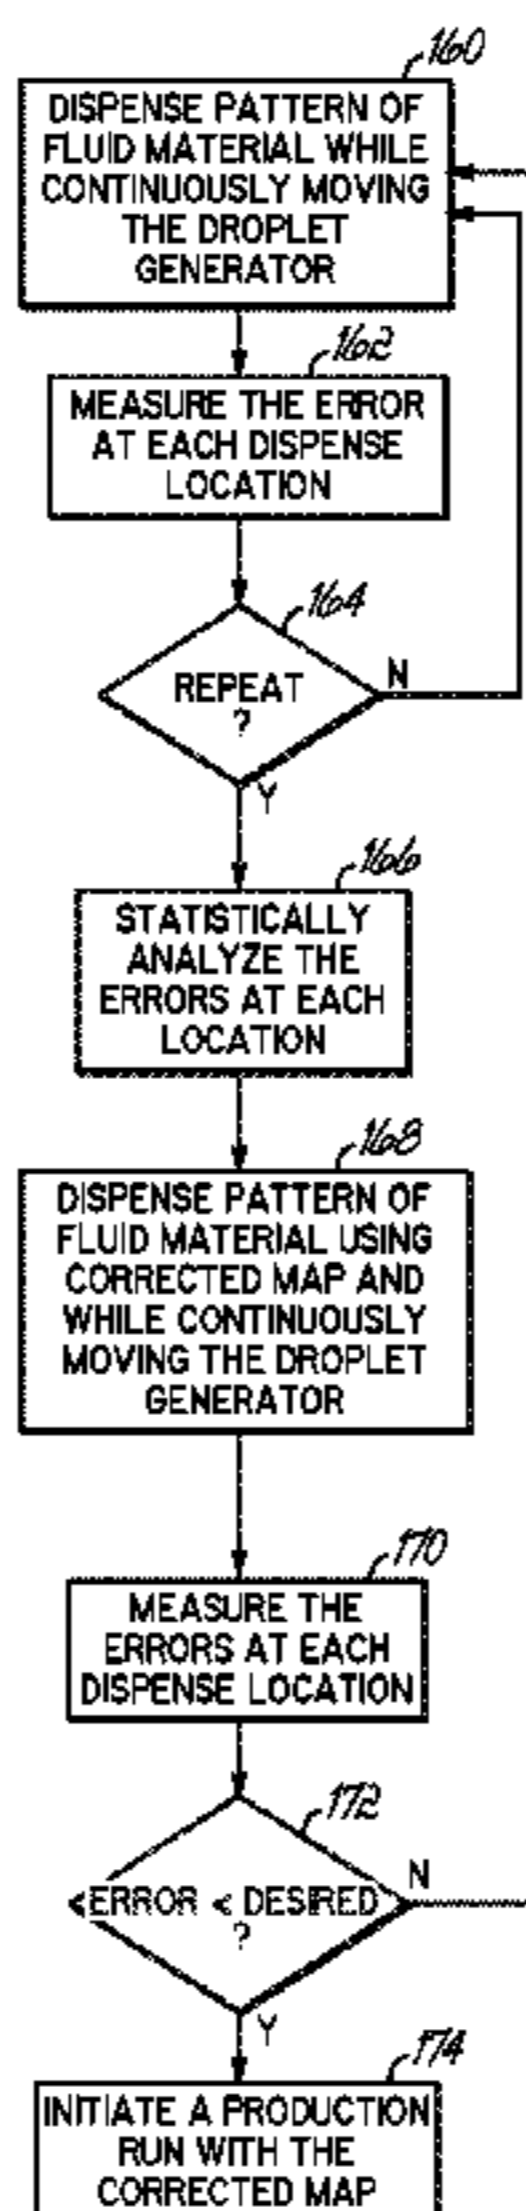 160
DISPENSE PATTERN OF
FLUID MATERIAL WHILE
CONTINUOUSLY MOVING
THE DROPLET
GENERATOR
162
MEASURE THE ERROR
AT EACH DISPENSE
LOCATION
164
REPEAT
?
N
Y
166
STATISTICALLY
ANALYZE THE
ERRORS AT EACH
LOCATION
168
DISPENSE PATTERN OF
FLUID MATERIAL USING
CORRECTED MAP AND
WHILE CONTINUOUSLY
MOVING THE DROPLET
GENERATOR
170
MEASURE THE
ERRORS AT EACH
DISPENSE LOCATION
172
<ERROR < DESIRED
?
N
Y
174
INITIATE A PRODUCTION
RUN WITH THE
CORRECTED MAP